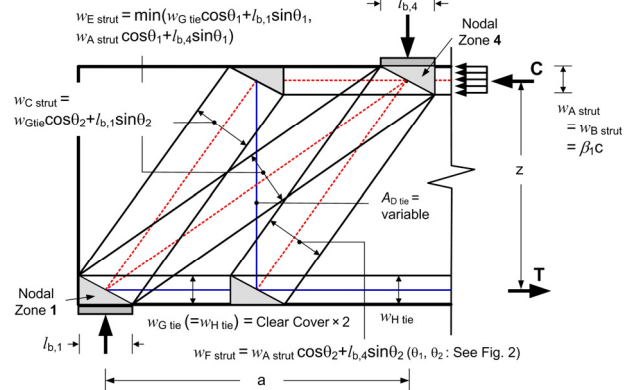 w_E strut = min(w_G tie cosθ₁+l_b,1 sinθ₁,
w_A strut cosθ₁+l_b,4 sinθ₁)
l_b,4
Nodal
Zone 4
C
w_A strut
= w_B strut
= β₁c
w_C strut =
w_Gtie cosθ₂+l_b,1 sinθ₂
z
A_D tie =
variable
T
Nodal
Zone 1
w_G tie (=w_H tie) = Clear Cover × 2
w_H tie
l_b,1
w_F strut = w_A strut cosθ₂+l_b,4 sinθ₂ (θ₁, θ₂ : See Fig. 2)
a